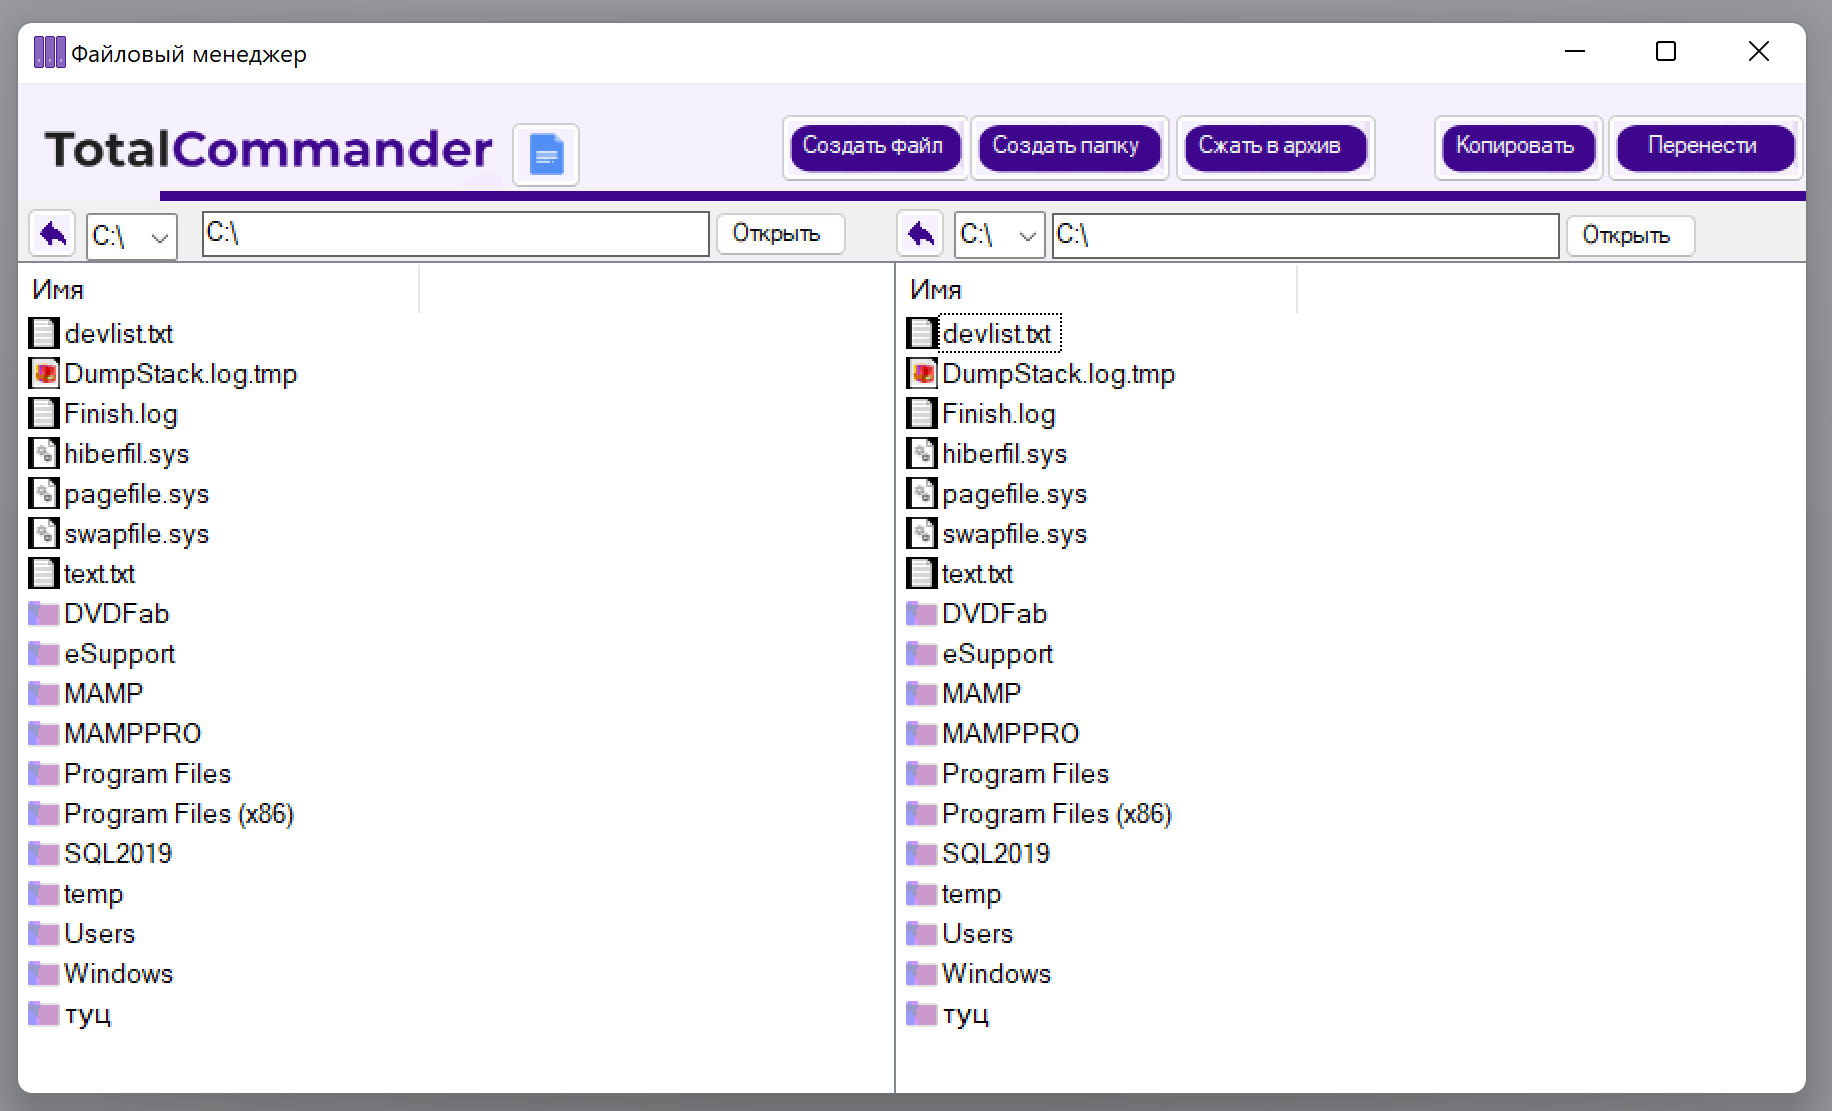 Файловый менеджер
TotalCommander
Создать файл
Создать папку
Сжать в архив
Копировать
Перенести
C:\
C:\
Открыть
C:\
C:\
Открыть
Имя
devlist.txt
DumpStack.log.tmp
Finish.log
hiberfil.sys
pagefile.sys
swapfile.sys
text.txt
DVDFab
eSupport
MAMP
MAMPPRO
Program Files
Program Files (x86)
SQL2019
temp
Users
Windows
туц
Имя
devlist.txt
DumpStack.log.tmp
Finish.log
hiberfil.sys
pagefile.sys
swapfile.sys
text.txt
DVDFab
eSupport
MAMP
MAMPPRO
Program Files
Program Files (x86)
SQL2019
temp
Users
Windows
туц